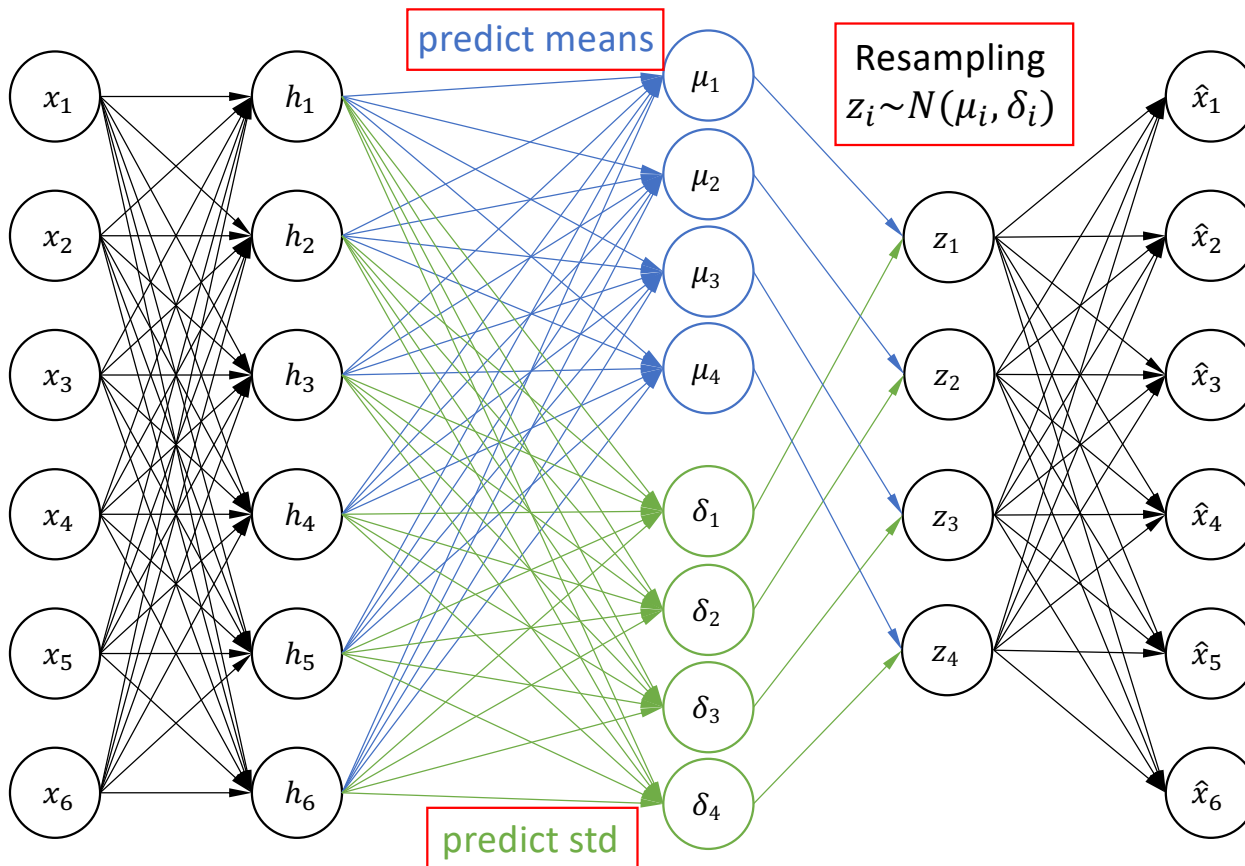 predict means
Resampling
z_i~N(μ_i, δ_i)
x_1
x_2
x_3
x_4
x_5
x_6
h_1
h_2
h_3
h_4
h_5
h_6
μ_1
μ_2
μ_3
μ_4
δ_1
δ_2
δ_3
δ_4
z_1
z_2
z_3
z_4
x̂_1
x̂_2
x̂_3
x̂_4
x̂_5
x̂_6
predict std